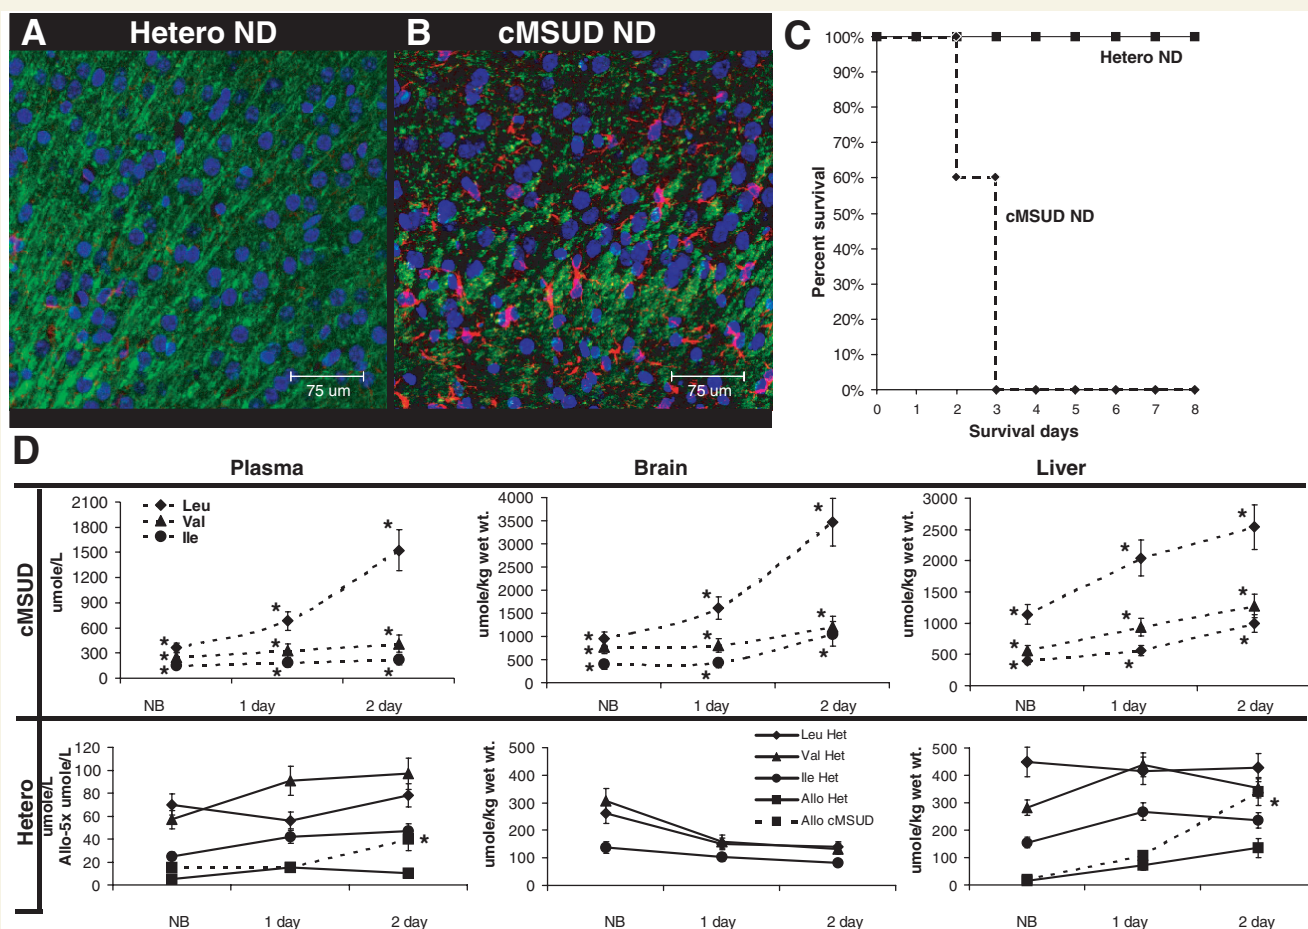 A Hetero ND
B cMSUD ND
75 um
75 um
C
100%
90%
80%
70%
60%
50%
40%
30%
20%
10%
0%
0 1 2 3 4 5 6 7 8
Percent survival
Survival days
Hetero ND
cMSUD ND
D
Plasma Brain Liver
cMSUD
umole/L
2100
1800
1500
1200
900
600
300
0
Leu
Val
Ile
* * * * * * * * *
NB 1 day 2 day
umole/kg wet wt.
4000
3500
3000
2500
2000
1500
1000
500
0
* * * * * * * * *
NB 1 day 2 day
umole/kg wet wt.
3000
2500
2000
1500
1000
500
0
* * * * * * * * *
NB 1 day 2 day
Hetero
umole/L
Allo-5x umole/L
120
100
80
60
40
20
0
*
NB 1 day 2 day
umole/kg wet wt.
500
400
300
200
100
0
Leu Het
Val Het
Ile Het
Allo Het
Allo cMSUD
NB 1 day 2 day
umole/kg wet wt.
500
400
300
200
100
0
*
NB 1 day 2 day